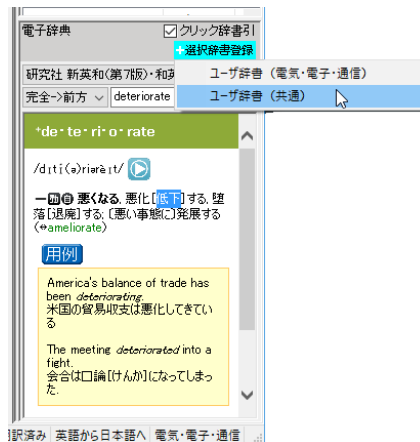 電子辞典
クリック辞書引
+選択辞書登録
研究社 新英和(第7版)・和英
ユーザ辞書（電気・電子・通信）
完全->前方
deteriorate
ユーザ辞書（共通）
*de・te・ri・o・rate
/dɪtí(ə)riərèɪt/
━動自 悪くなる, 悪化[低下]する, 堕
落[退廃]する; 〔悪い事態に〕発展する
(⇔ameliorate)
用例
America's balance of trade has
been deteriorating.
米国の貿易収支は悪化してきてい
る
The meeting deteriorated into a
fight.
会合は口論[けんか]になってしまっ
た.
訳済み
英語から日本語へ
電気・電子・通信